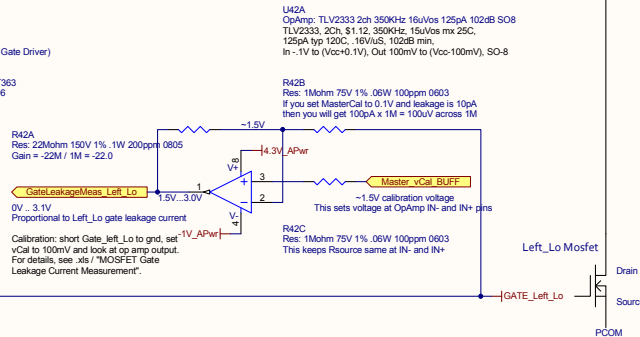 U42A
OpAmp: TLV2333 2ch 350KHz 16uVos 125pA 102dB SO8
TLV2333, 2Ch, $1.12, 350KHz, 15uVos mx 25C,
125pA typ 120C, .16V/uS, 102dB min,
In -.1V to (Vcc+0.1V), Out 100mV to (Vcc-100mV), SO-8
Gate Driver)
363
6
R42B
Res: 1Mohm 75V 1% .06W 100ppm 0603
If you set MasterCal to 0.1V and leakage is 10pA
then you will get 100pA x 1M = 100uV across 1M
~1.5V
R42A
Res: 22Mohm 150V 1% .1W 200ppm 0805
Gain = -22M / 1M = -22.0
4.3V_APwr
V+
8
3
+
Master_vCal_BUFF
GateLeakageMeas_Left_Lo
1
1.5V...3.0V
-
2
~1.5V calibration voltage
This sets voltage at OpAmp IN- and IN+ pins
0V .. 3.1V
Proportional to Left_Lo gate leakage current
V-
4
-1V_APwr
R42C
Res: 1Mohm 75V 1% .06W 100ppm 0603
This keeps Rsource same at IN- and IN+
Calibration: short Gate_left_Lo to gnd, set
vCal to 100mV and look at op amp output.
For details, see .xls / "MOSFET Gate
Leakage Current Measurement".
Left_Lo Mosfet
Drain
GATE_Left_Lo
Sourc
PCOM